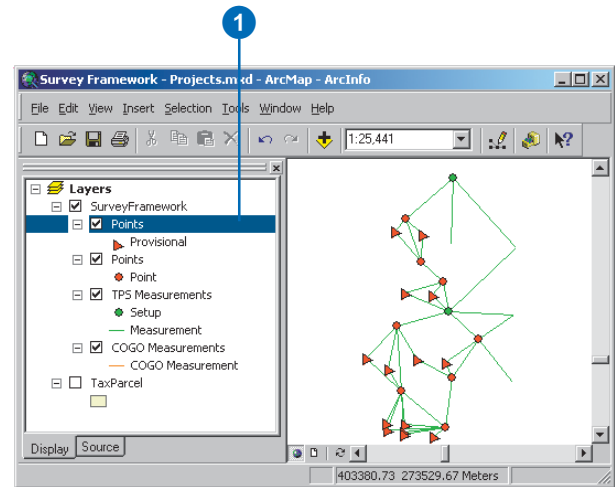 1
Survey Framework - Projects.mxd - ArcMap - ArcInfo
File Edit View Insert Selection Tools Window Help
1:25,441
Layers
SurveyFramework
Points
Provisional
Points
Point
TPS Measurements
Setup
Measurement
COGO Measurements
COGO Measurement
TaxParcel
Display Source
403380.73 273529.67 Meters